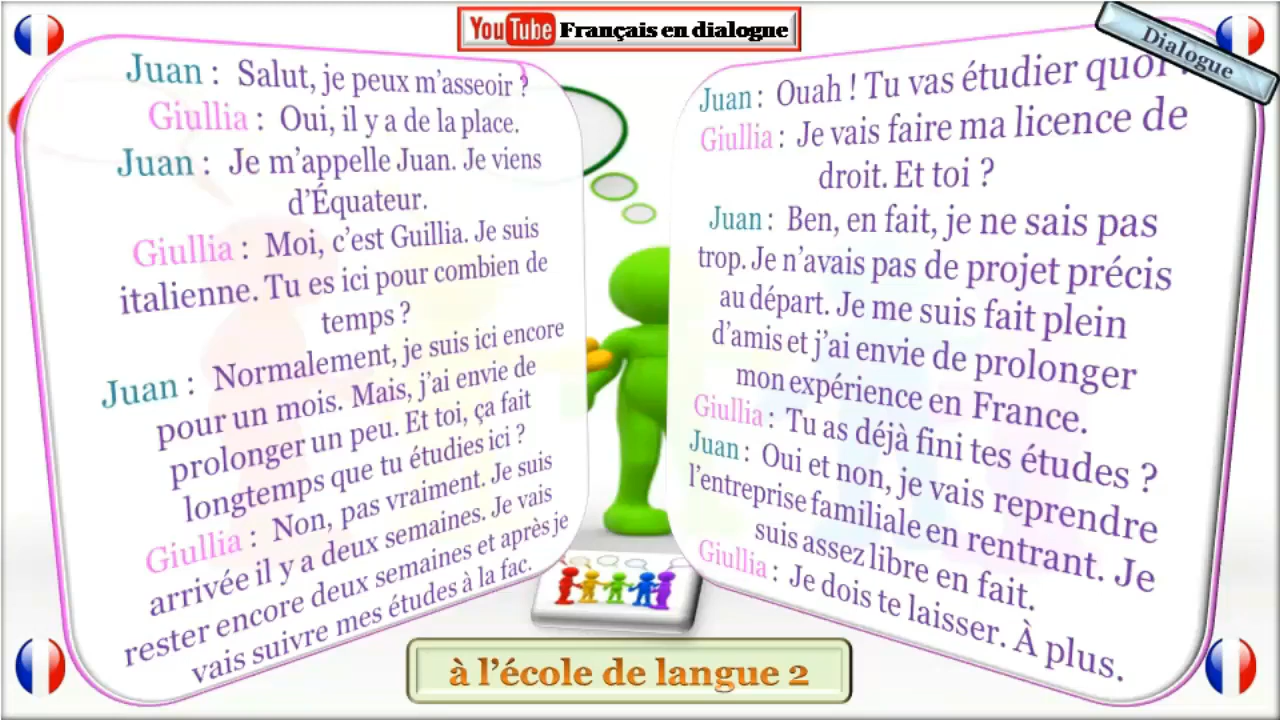 YouTube Français en dialogue
Dialogue
Juan : Salut, je peux m'asseoir ?
Giullia : Oui, il y a de la place.
Juan : Je m'appelle Juan. Je viens
d'Équateur.
Giullia : Moi, c'est Guillia. Je suis
italienne. Tu es ici pour combien de
temps ?
Juan : Normalement, je suis ici encore
pour un mois. Mais, j'ai envie de
prolonger un peu. Et toi, ça fait
longtemps que tu étudies ici ?
Giullia : Non, pas vraiment. Je suis
arrivée il y a deux semaines. Je vais
rester encore deux semaines et après je
vais suivre mes études à la fac.
Juan : Ouah ! Tu vas étudier quoi ?
Giullia : Je vais faire ma licence de
droit. Et toi ?
Juan : Ben, en fait, je ne sais pas
trop. Je n'avais pas de projet précis
au départ. Je me suis fait plein
d'amis et j'ai envie de prolonger
mon expérience en France.
Giullia : Tu as déjà fini tes études ?
Juan : Oui et non, je vais reprendre
l'entreprise familiale en rentrant. Je
suis assez libre en fait.
Giullia : Je dois te laisser. À plus.
à l'école de langue 2